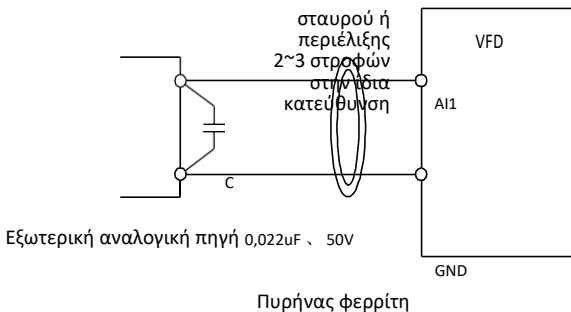 σταυρού ή
περιέλιξης
2~3 στροφών
στην ίδια
κατεύθυνση
VFD
AI1
C
Εξωτερική αναλογική πηγή 0,022uF 、 50V
GND
Πυρήνας φερρίτη